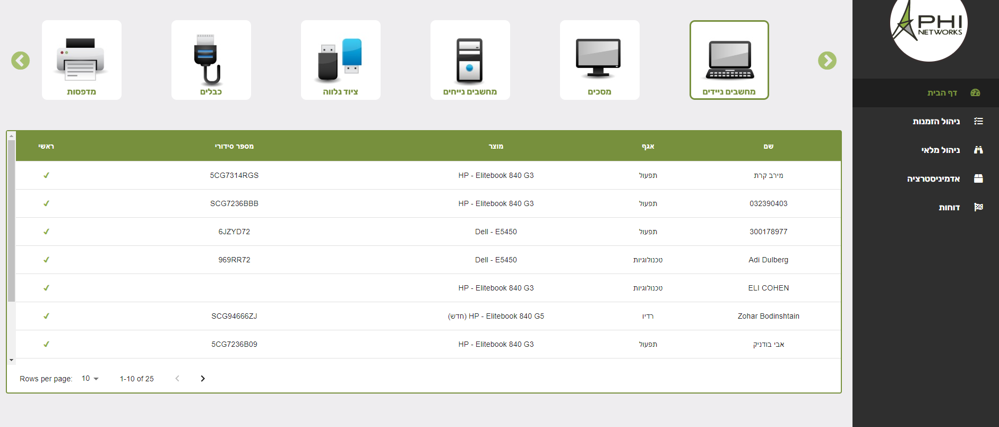 PHI
NETWORKS
דף הבית
ניהול הזמנות
ניהול מלאי
אדמיניסטרציה
דוחות
מחשבים ניידים
מסכים
מחשבים נייחים
ציוד נלווה
כבלים
מדפסות
שם אגף מוצר מספר סידורי ראשי
מירב קרת תפעול HP - Elitebook 840 G3 5CG7314RGS
032390403 תפעול HP - Elitebook 840 G3 SCG7236BBB
300178977 תפעול Dell - E5450 6JZYD72
Adi Dulberg טכנולוגיות Dell - E5450 969RR72
ELI COHEN טכנולוגיות HP - Elitebook 840 G3
Zohar Bodinshtain רדיו HP - Elitebook 840 G5 (חדש) SCG94666ZJ
אבי בודניק תפעול HP - Elitebook 840 G3 5CG7236B09
Rows per page: 10 1-10 of 25